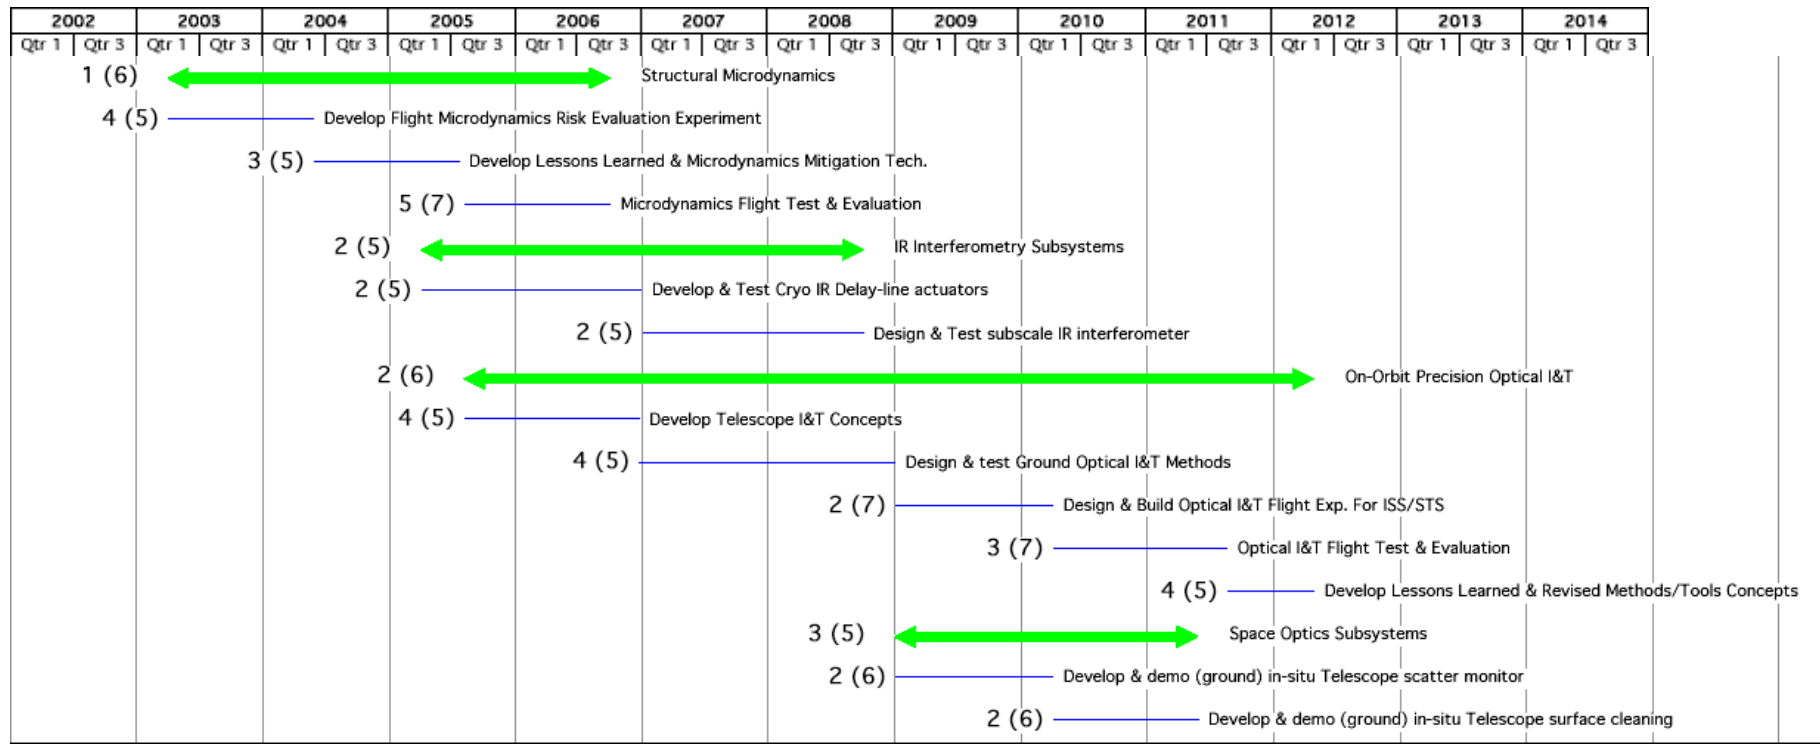 2002 2003 2004 2005 2006 2007 2008 2009 2010 2011 2012 2013 2014
Qtr 1 Qtr 3 Qtr 1 Qtr 3 Qtr 1 Qtr 3 Qtr 1 Qtr 3 Qtr 1 Qtr 3 Qtr 1 Qtr 3 Qtr 1 Qtr 3 Qtr 1 Qtr 3 Qtr 1 Qtr 3 Qtr 1 Qtr 3 Qtr 1 Qtr 3 Qtr 1 Qtr 3 Qtr 1 Qtr 3
1 (6) Structural Microdynamics
4 (5) Develop Flight Microdynamics Risk Evaluation Experiment
3 (5) Develop Lessons Learned & Microdynamics Mitigation Tech.
5 (7) Microdynamics Flight Test & Evaluation
2 (5) IR Interferometry Subsystems
2 (5) Develop & Test Cryo IR Delay-line actuators
2 (5) Design & Test subscale IR interferometer
2 (6) On-Orbit Precision Optical I&T
4 (5) Develop Telescope I&T Concepts
4 (5) Design & test Ground Optical I&T Methods
2 (7) Design & Build Optical I&T Flight Exp. For ISS/STS
3 (7) Optical I&T Flight Test & Evaluation
4 (5) Develop Lessons Learned & Revised Methods/Tools Concepts
3 (5) Space Optics Subsystems
2 (6) Develop & demo (ground) in-situ Telescope scatter monitor
2 (6) Develop & demo (ground) in-situ Telescope surface cleaning